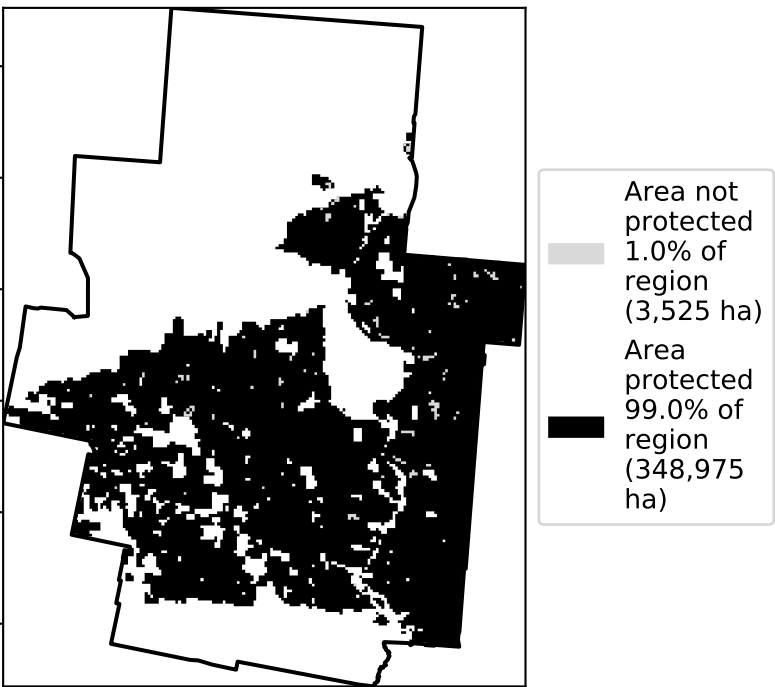 Area not
protected
1.0% of
region
(3,525 ha)
Area
protected
99.0% of
region
(348,975
ha)